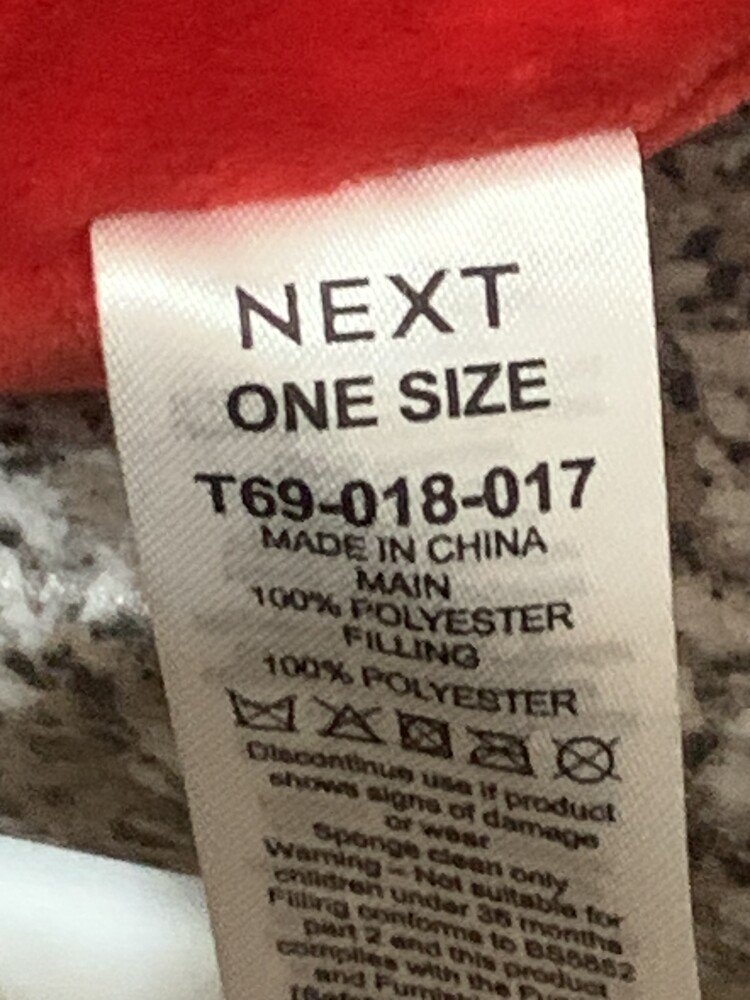 NEXT
ONE SIZE
T69-018-017
MADE IN CHINA
MAIN
100% POLYESTER
FILLING
100% POLYESTER
Discontinue use if product
shows signs of damage
or wear
Sponge clean only
Warning – Not suitable for
children under 36 months
Filling conforms to BS5852
part 2 and this product
complies with the
and